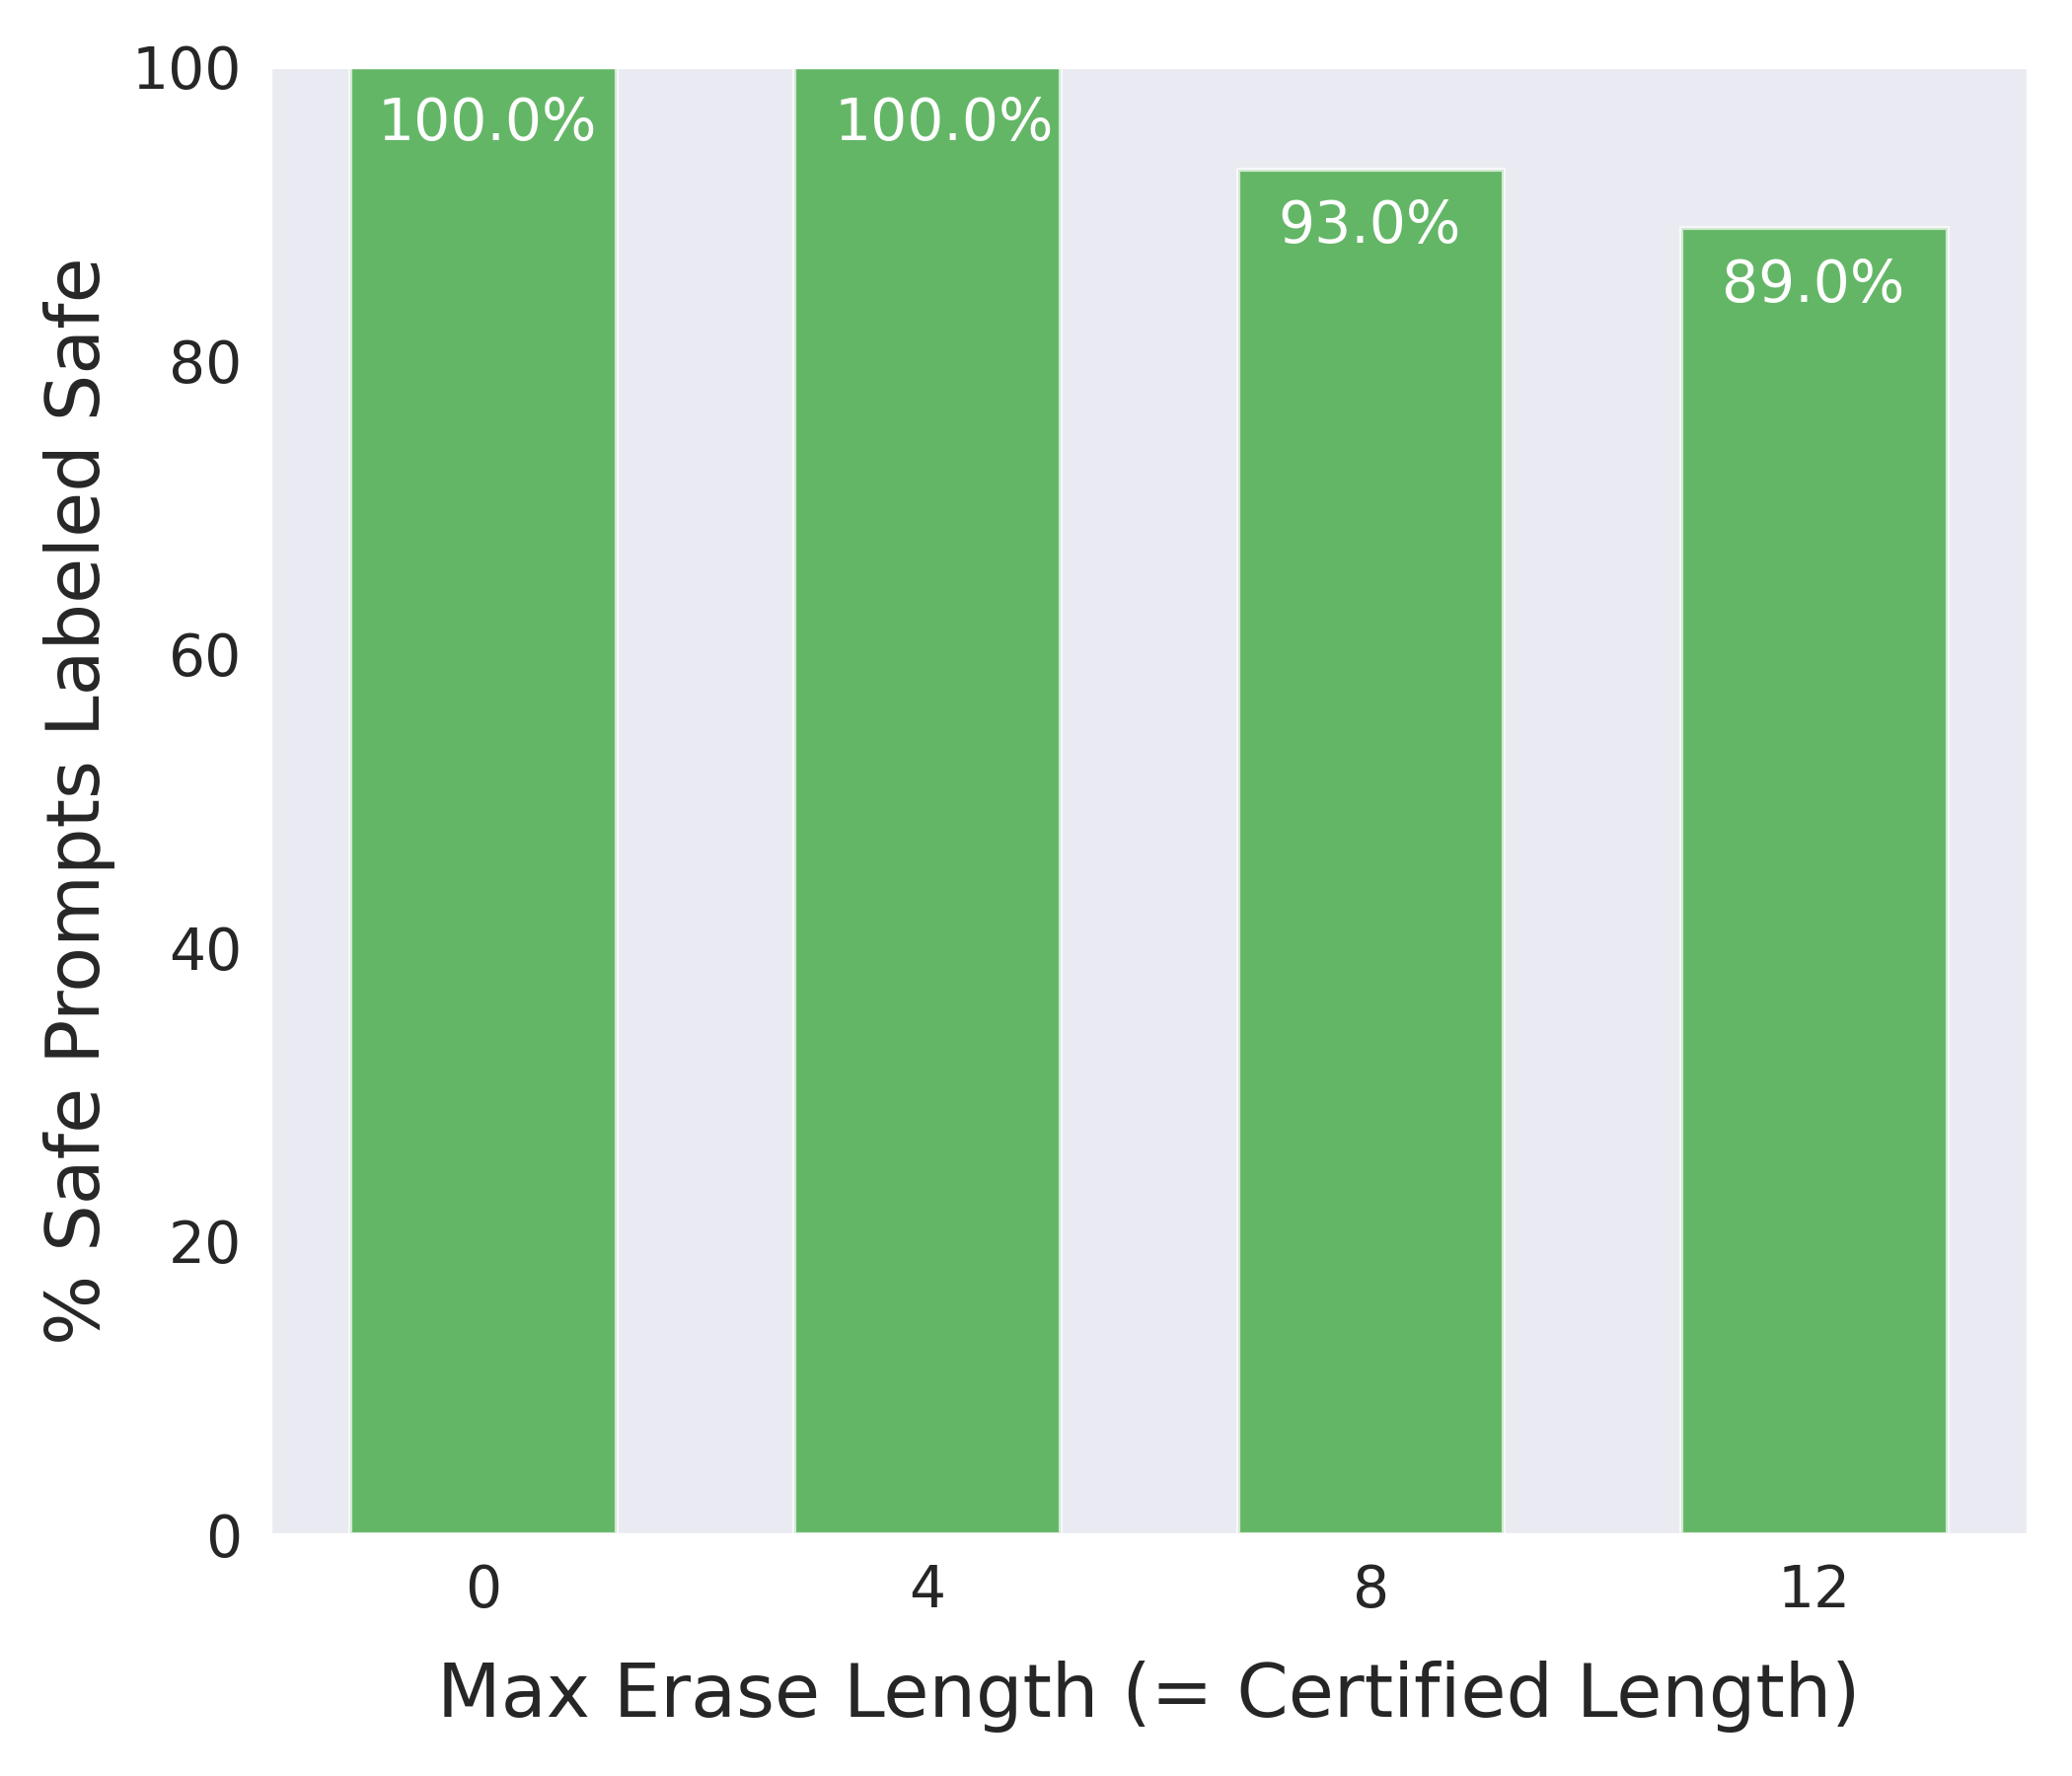 % Safe Prompts Labeled Safe
100
80
60
40
20
0
100.0% 100.0% 93.0% 89.0%
0 4 8 12
Max Erase Length (= Certified Length)